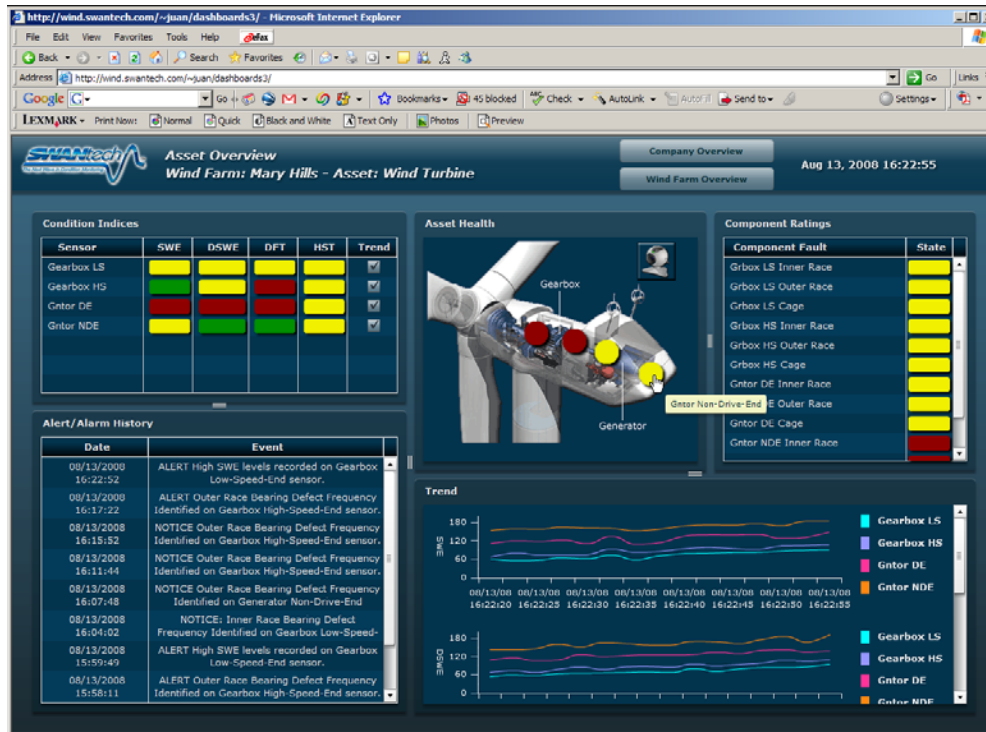 http://wind.swantech.com/~juan/dashboards3/ - Microsoft Internet Explorer
File Edit View Favorites Tools Help eFax
Back Search Favorites
Address http://wind.swantech.com/~juan/dashboards3/ Go Links
Google G Go Bookmarks 45 blocked Check AutoLink AutoFill Send to Settings
LEXMARK Print Now: Normal Quick Black and White Text Only Photos Preview
SWANtech
Asset Overview
Wind Farm: Mary Hills - Asset: Wind Turbine
Company Overview
Wind Farm Overview
Aug 13, 2008 16:22:55
Condition Indices
Sensor SWE DSWE DFT HST Trend
Gearbox LS
Gearbox HS
Gntor DE
Gntor NDE
Alert/Alarm History
Date Event
08/13/2008 16:22:52 ALERT High SWE levels recorded on Gearbox
Low-Speed-End sensor.
08/13/2008 16:17:22 ALERT Outer Race Bearing Defect Frequency
Identified on Gearbox High-Speed-End sensor.
08/13/2008 16:15:52 NOTICE Outer Race Bearing Defect Frequency
Identified on Gearbox High-Speed-End sensor.
08/13/2008 16:11:44 NOTICE Outer Race Bearing Defect Frequency
Identified on Gearbox High-Speed-End sensor.
08/13/2008 16:07:48 NOTICE Outer Race Bearing Defect Frequency
Identified on Generator Non-Drive-End
08/13/2008 16:04:02 NOTICE: Inner Race Bearing Defect
Frequency Identified on Gearbox Low-Speed-
08/13/2008 15:59:49 ALERT High SWE levels recorded on Gearbox
Low-Speed-End sensor.
08/13/2008 15:58:11 ALERT Outer Race Bearing Defect Frequency
Identified on Gearbox High-Speed-End sensor.
Asset Health
Gearbox
Gntor Non-Drive-End
Generator
Component Ratings
Component Fault State
Grbox LS Inner Race
Grbox LS Outer Race
Grbox LS Cage
Grbox HS Inner Race
Grbox HS Outer Race
Grbox HS Cage
Gntor DE Inner Race
E Outer Race
Gntor DE Cage
Gntor NDE Inner Race
Trend
SWE
180
120
60
0
08/13/08 08/13/08 08/13/08 08/13/08 08/13/08 08/13/08 08/13/08 08/13/08
16:22:20 16:22:25 16:22:30 16:22:35 16:22:40 16:22:45 16:22:50 16:22:55
Gearbox LS
Gearbox HS
Gntor DE
Gntor NDE
DSWE
180
120
60
0
Gearbox LS
Gearbox HS
Gntor DE
Gntor NDE